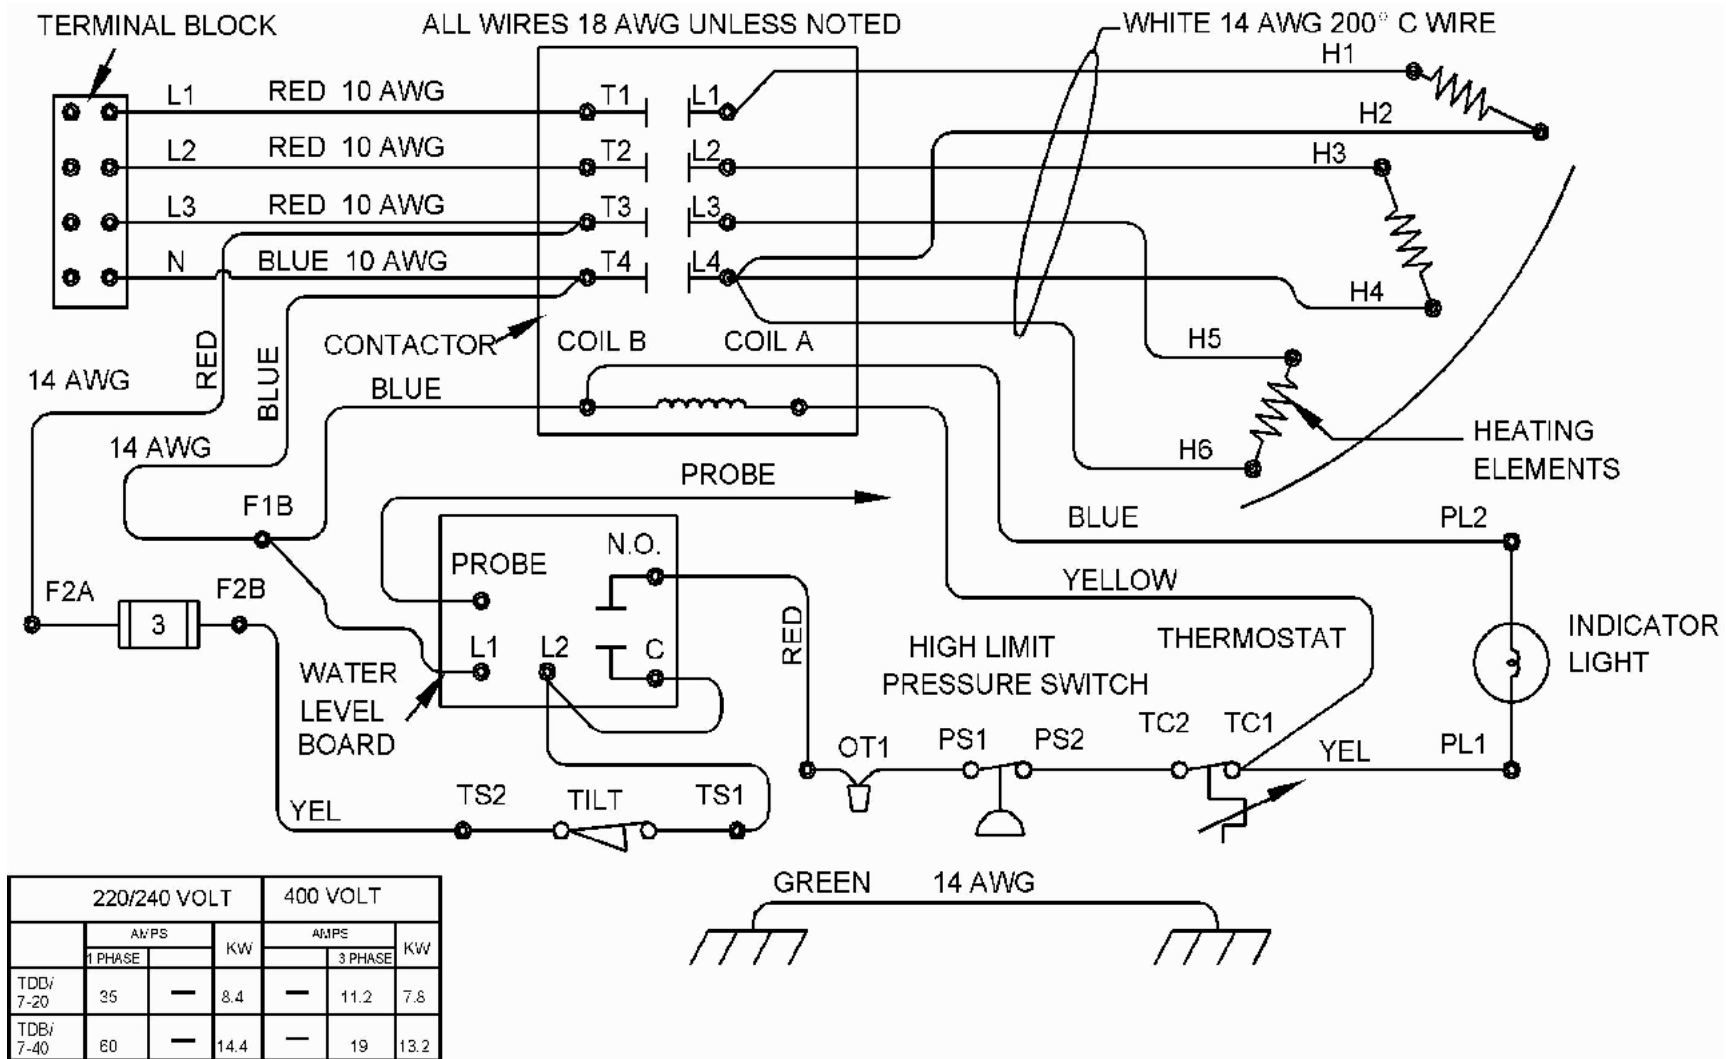 TERMINAL BLOCK
ALL WIRES 18 AWG UNLESS NOTED
WHITE 14 AWG 200° C WIRE
L1 RED 10 AWG T1 L1 H1
H2
L2 RED 10 AWG T2 L2 H3
L3 RED 10 AWG T3 L3
N BLUE 10 AWG T4 L4 H4
CONTACTOR COIL B COIL A H5
RED
BLUE
14 AWG
BLUE
14 AWG
H6
HEATING
ELEMENTS
PROBE
F1B
BLUE PL2
N.O.
PROBE
F2A 3 F2B
YELLOW
RED
L1 L2 C
WATER
LEVEL
BOARD
HIGH LIMIT
PRESSURE SWITCH
THERMOSTAT
INDICATOR
LIGHT
OT1 PS1 PS2 TC2 TC1 YEL PL1
YEL TS2 TILT TS1
GREEN 14 AWG
220/240 VOLT 400 VOLT
AMPS KW AMPS KW
1 PHASE 3 PHASE
TDB/
7-20 35 — 8.4 — 11.2 7.8
TDB/
7-40 60 — 14.4 — 19 13.2